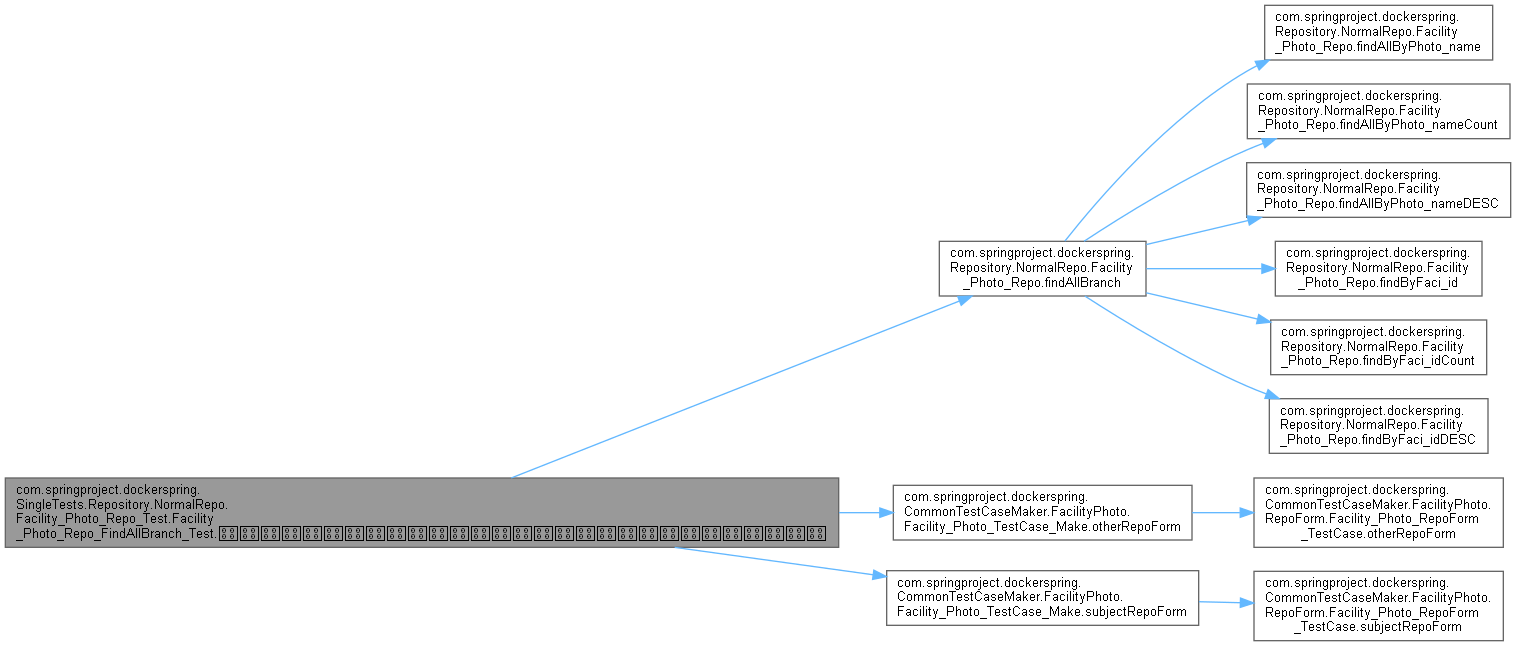 com.springproject.dockerspring.
Repository.NormalRepo.Facility
_Photo_Repo.findAllByPhoto_name
com.springproject.dockerspring.
Repository.NormalRepo.Facility
_Photo_Repo.findAllByPhoto_nameCount
com.springproject.dockerspring.
Repository.NormalRepo.Facility
_Photo_Repo.findAllByPhoto_nameDESC
com.springproject.dockerspring.
Repository.NormalRepo.Facility
_Photo_Repo.findAllBranch
com.springproject.dockerspring.
Repository.NormalRepo.Facility
_Photo_Repo.findByFaci_id
com.springproject.dockerspring.
Repository.NormalRepo.Facility
_Photo_Repo.findByFaci_idCount
com.springproject.dockerspring.
Repository.NormalRepo.Facility
_Photo_Repo.findByFaci_idDESC
com.springproject.dockerspring.
SingleTests.Repository.NormalRepo.
Facility_Photo_Repo_Test.Facility
_Photo_Repo_FindAllBranch_Test.
com.springproject.dockerspring.
CommonTestCaseMaker.FacilityPhoto.
Facility_Photo_TestCase_Make.otherRepoForm
com.springproject.dockerspring.
CommonTestCaseMaker.FacilityPhoto.
RepoForm.Facility_Photo_RepoForm
_TestCase.otherRepoForm
com.springproject.dockerspring.
CommonTestCaseMaker.FacilityPhoto.
Facility_Photo_TestCase_Make.subjectRepoForm
com.springproject.dockerspring.
CommonTestCaseMaker.FacilityPhoto.
RepoForm.Facility_Photo_RepoForm
_TestCase.subjectRepoForm